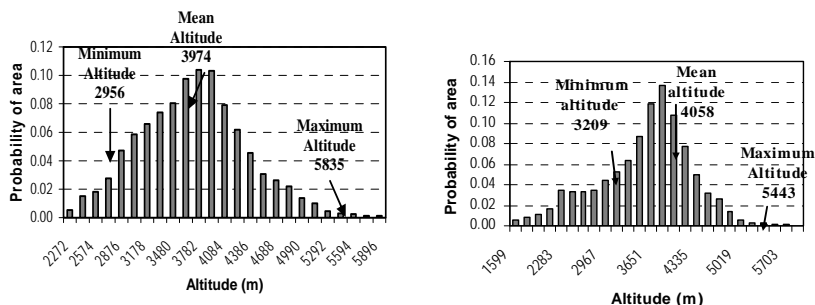 Mean
Altitude
3974
Minimum
Altitude
2956
Maximum
Altitude
5835
Probability of area
0.12
0.10
0.08
0.06
0.04
0.02
0.00
2272
2574
2876
3178
3480
3782
4084
4386
4688
4990
5292
5594
5896
Altitude (m)
Mean
altitude
4058
Minimum
altitude
3209
Maximum
Altitude
5443
Probability of area
0.16
0.14
0.12
0.10
0.08
0.06
0.04
0.02
0.00
1599
2283
2967
3651
4335
5019
5703
Altitude (m)